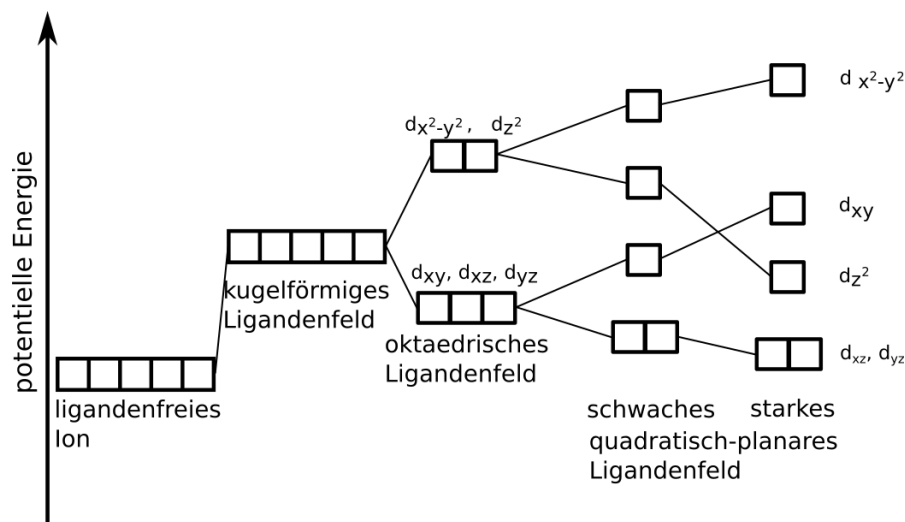 potentielle Energie
ligandenfreies
Ion
kugelförmiges
Ligandenfeld
dx²-y² , dz²
dxy, dxz, dyz
oktaedrisches
Ligandenfeld
schwaches starkes
quadratisch-planares
Ligandenfeld
d x²-y²
dxy
dz²
dxz, dyz